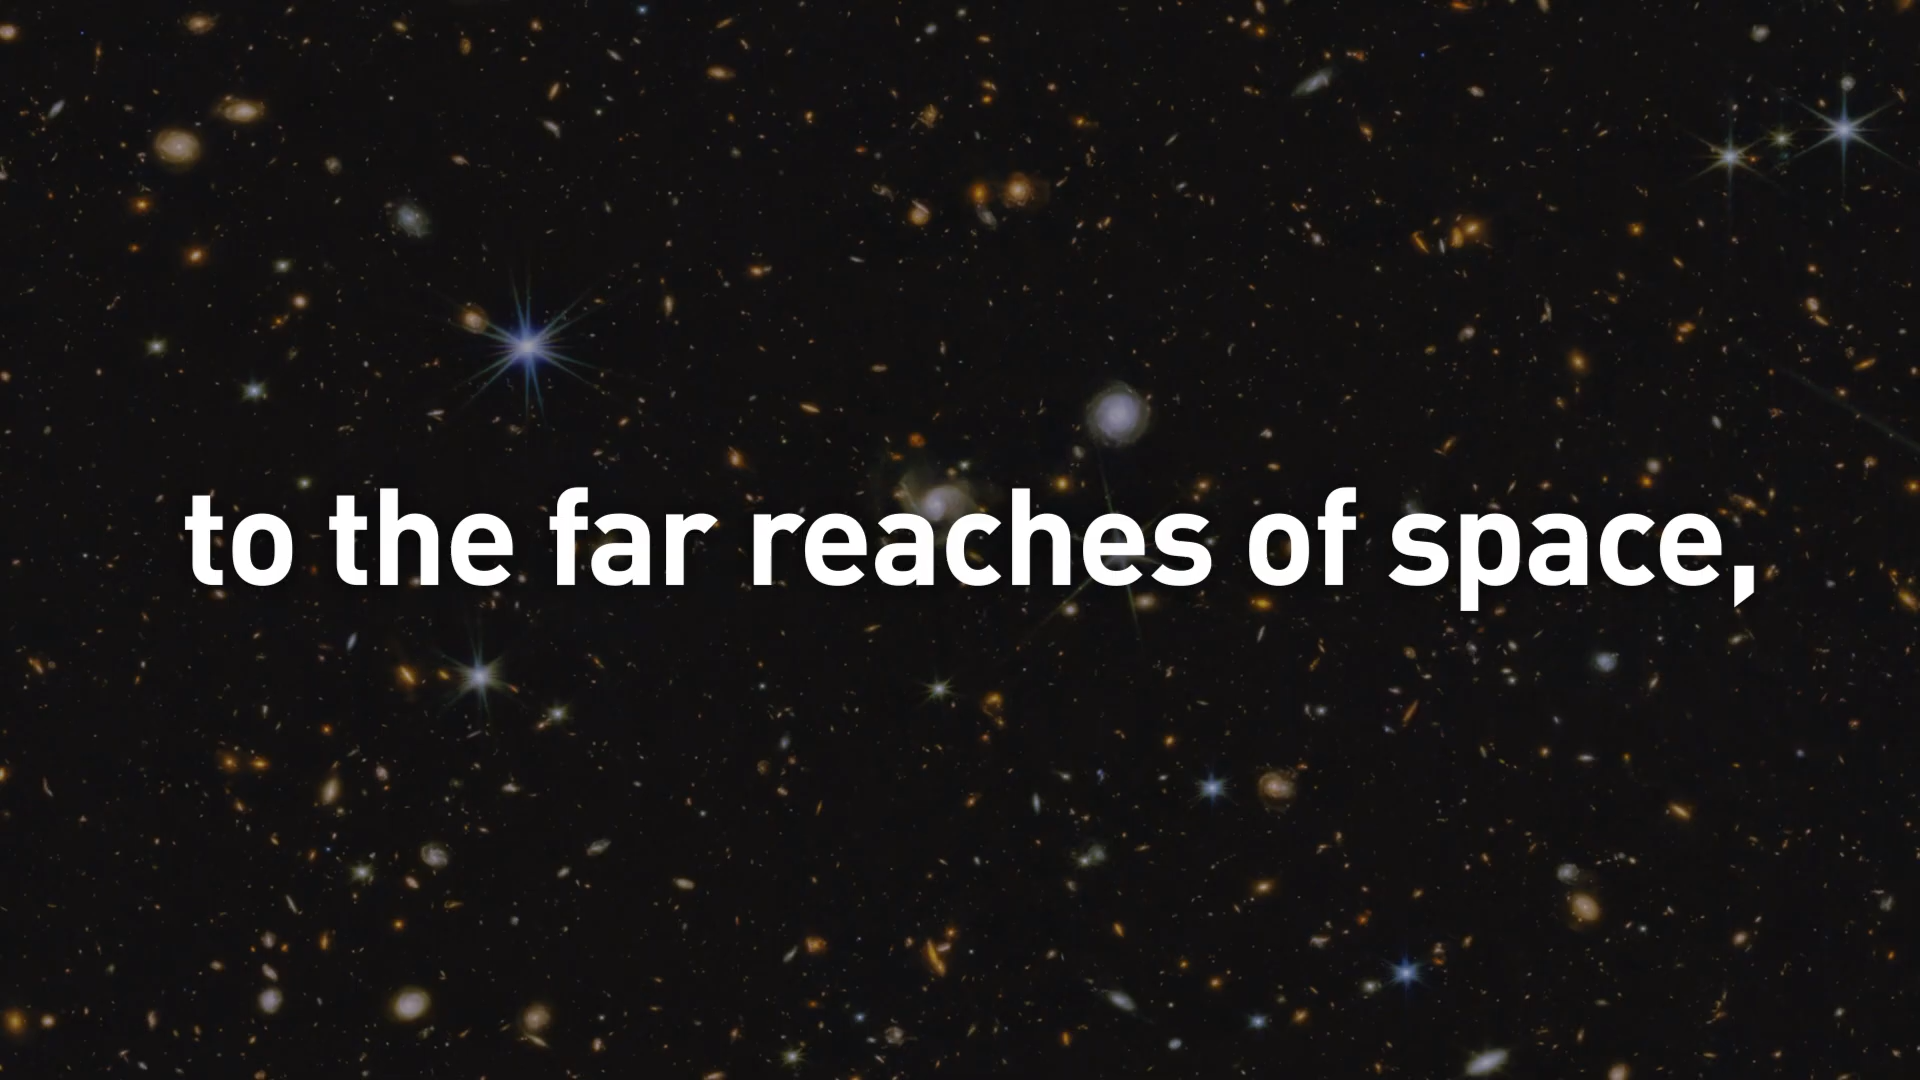 to the far reaches of space,